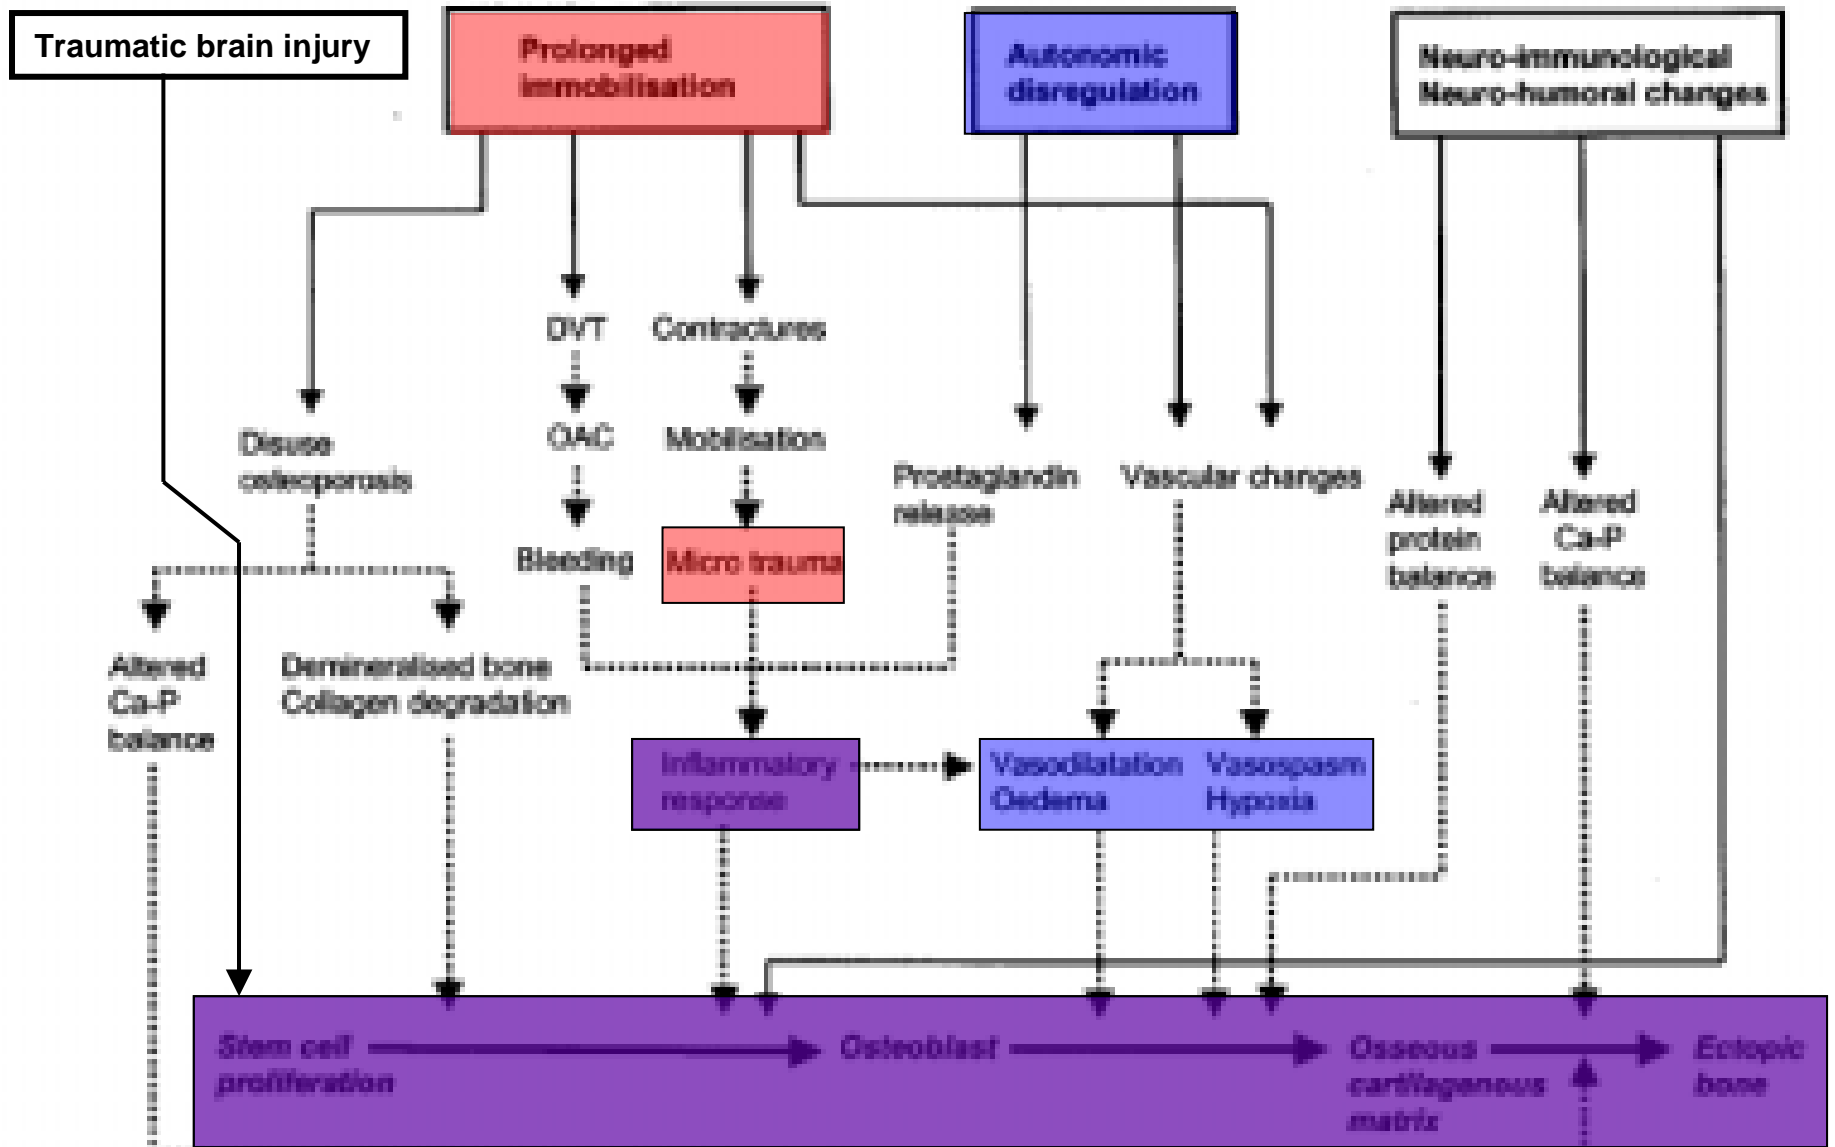 Traumatic brain injury
Prolonged
immobilisation
Autonomic
disregulation
Neuro-immunological
Neuro-humoral changes
DVT
Contractures
Disuse
osteoporosis
OAC
Mobilisation
Prostaglandin
release
Vascular changes
Altered
protein
balance
Altered
Ca-P
balance
Bleeding
Micro trauma
Altered
Ca-P
balance
Demineralised bone
Collagen degradation
Inflammatory
response
Vasodilatation
Oedema
Vasospasm
Hypoxia
Stem cell
proliferation
Osteoblast
Osseous
cartilagenous
matrix
Ectopic
bone